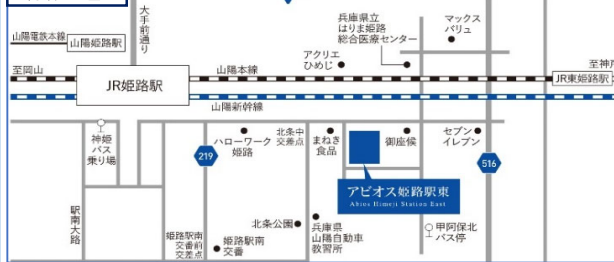 大手前通り
山陽電鉄本線
山陽姫路駅
兵庫県立
はりま姫路
総合医療センター
マックス
バリュ
アクリエ
ひめじ
至岡山
山陽本線
至神戸
JR姫路駅
JR東姫路駅
山陽新幹線
神姫
バス
乗り場
219
ハローワーク
姫路
北条中
交差点
まねき
食品
御座候
セブン
イレブン
516
アビオス姫路駅東
Abios Himeji Station East
駅南大路
姫路駅南
交番前
交差点
姫路駅南
交番
北条公園
兵庫県
山陽自動車
教習所
甲阿保北
バス停